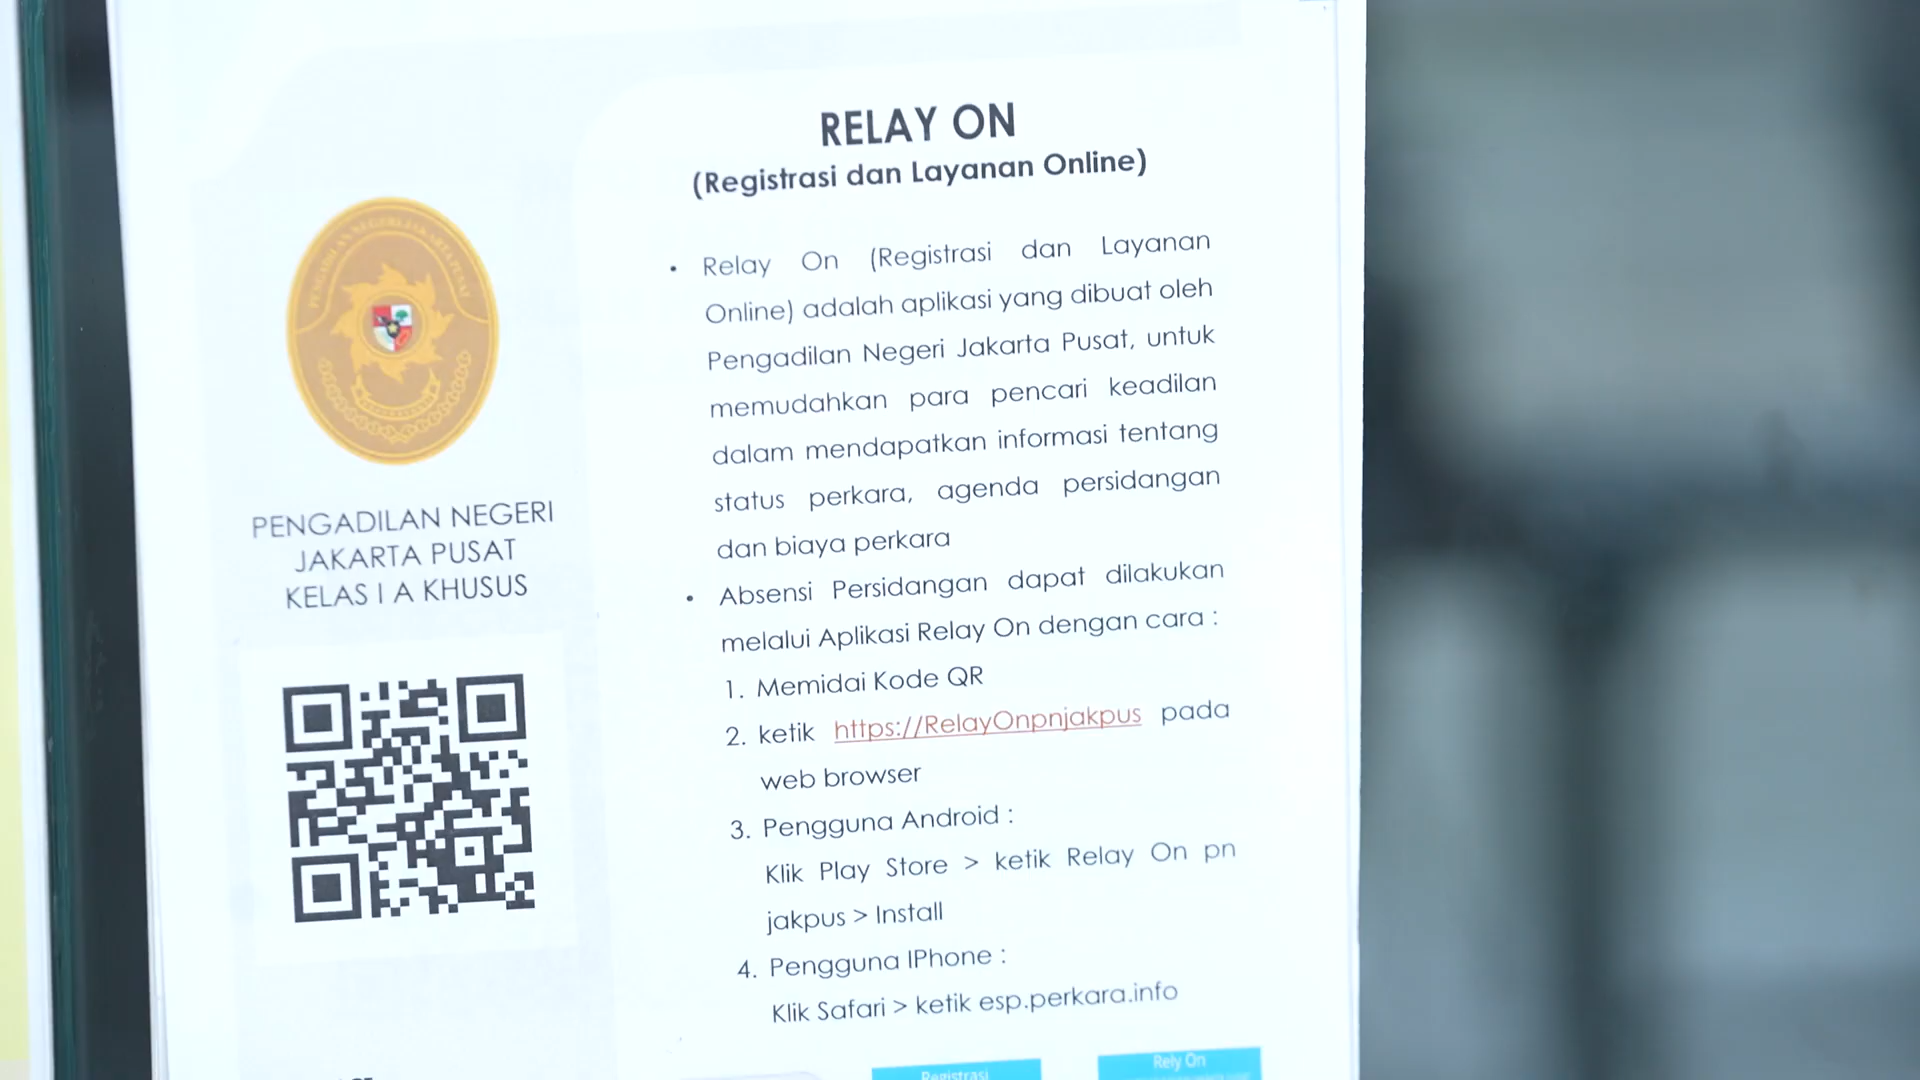 RELAY ON
(Registrasi dan Layanan Online)
PENGADILAN NEGERI JAKARTA PUSAT
PENGADILAN NEGERI
JAKARTA PUSAT
KELAS I A KHUSUS
• Relay On (Registrasi dan Layanan
Online) adalah aplikasi yang dibuat oleh
Pengadilan Negeri Jakarta Pusat, untuk
memudahkan para pencari keadilan
dalam mendapatkan informasi tentang
status perkara, agenda persidangan
dan biaya perkara
• Absensi Persidangan dapat dilakukan
melalui Aplikasi Relay On dengan cara :
1. Memidai Kode QR
2. ketik https://RelayOnpnjakpus pada
web browser
3. Pengguna Android :
Klik Play Store > ketik Relay On pn
jakpus > Install
4. Pengguna IPhone :
Klik Safari > ketik esp.perkara.info
Registrasi
Rely On